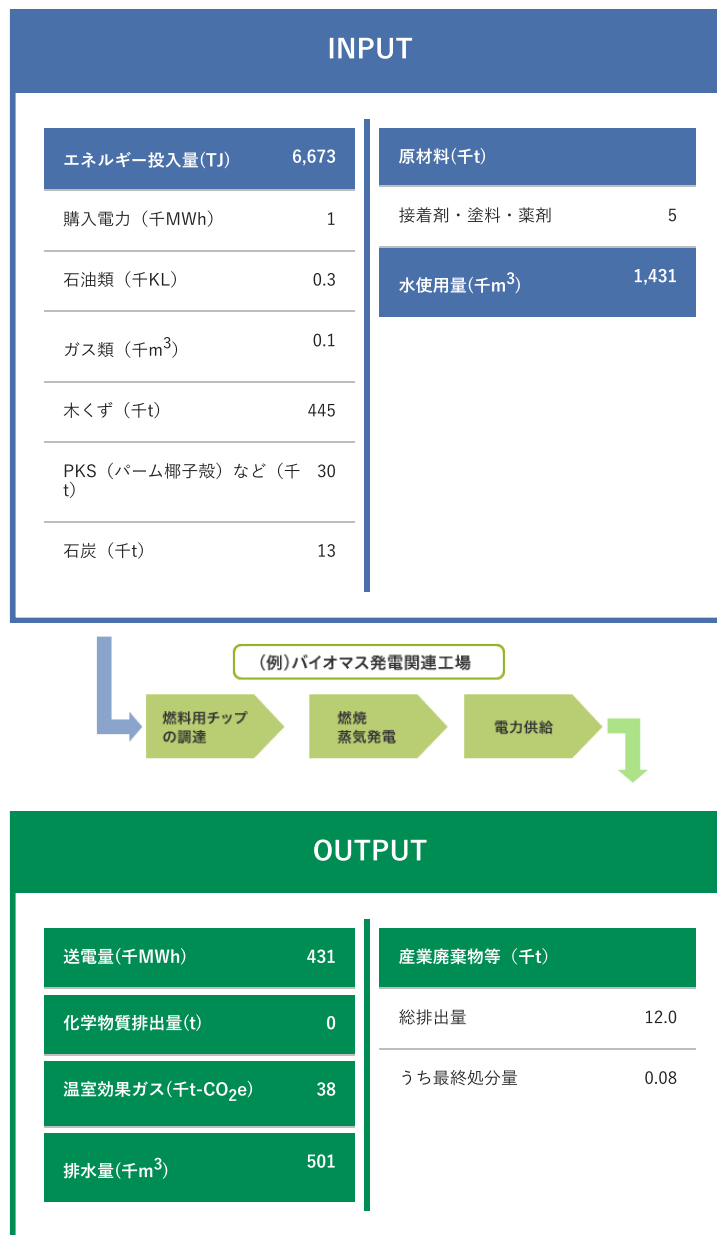 INPUT
エネルギー投入量(TJ) 6,673
購入電力（千MWh） 1
石油類（千KL） 0.3
ガス類（千m3） 0.1
木くず（千t） 445
PKS（パーム椰子殻）など（千 30
t）
石炭（千t） 13
原材料(千t)
接着剤・塗料・薬剤 5
水使用量(千m3) 1,431
（例）バイオマス発電関連工場
燃料用チップ
の調達
燃焼
蒸気発電
電力供給
OUTPUT
送電量(千MWh) 431
化学物質排出量(t) 0
温室効果ガス(千t-CO2e) 38
排水量(千m3) 501
産業廃棄物等（千t）
総排出量 12.0
うち最終処分量 0.08